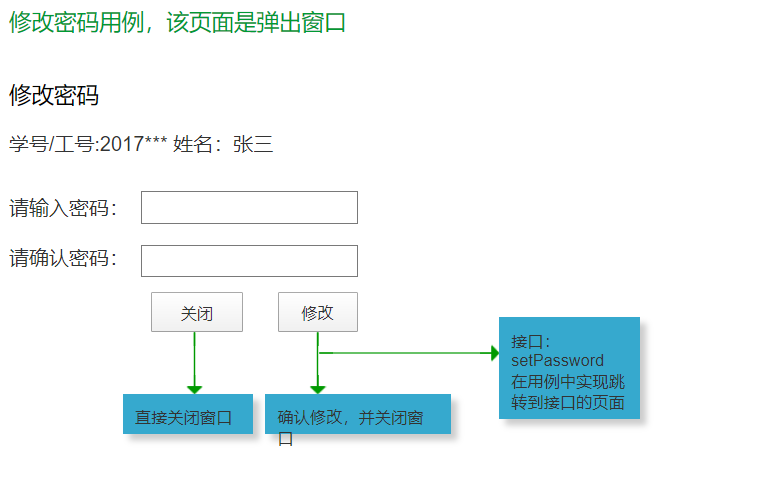 修改密码用例，该页面是弹出窗口
修改密码
学号/工号:2017*** 姓名：张三
请输入密码：
请确认密码：
关闭
修改
接口：
setPassword
在用例中实现跳
转到接口的页面
直接关闭窗口
确认修改，并关闭窗
口